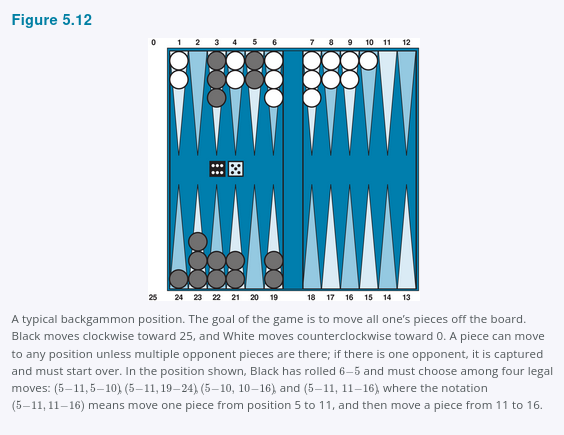 Figure 5.12
0 1 2 3 4 5 6 7 8 9 10 11 12
25 24 23 22 21 20 19 18 17 16 15 14 13
A typical backgammon position. The goal of the game is to move all one's pieces off the board.
Black moves clockwise toward 25, and White moves counterclockwise toward 0. A piece can move
to any position unless multiple opponent pieces are there; if there is one opponent, it is captured
and must start over. In the position shown, Black has rolled 6–5 and must choose among four legal
moves: (5–11, 5–10), (5–11, 19–24), (5–10, 10–16), and (5–11, 11–16), where the notation
(5–11, 11–16) means move one piece from position 5 to 11, and then move a piece from 11 to 16.